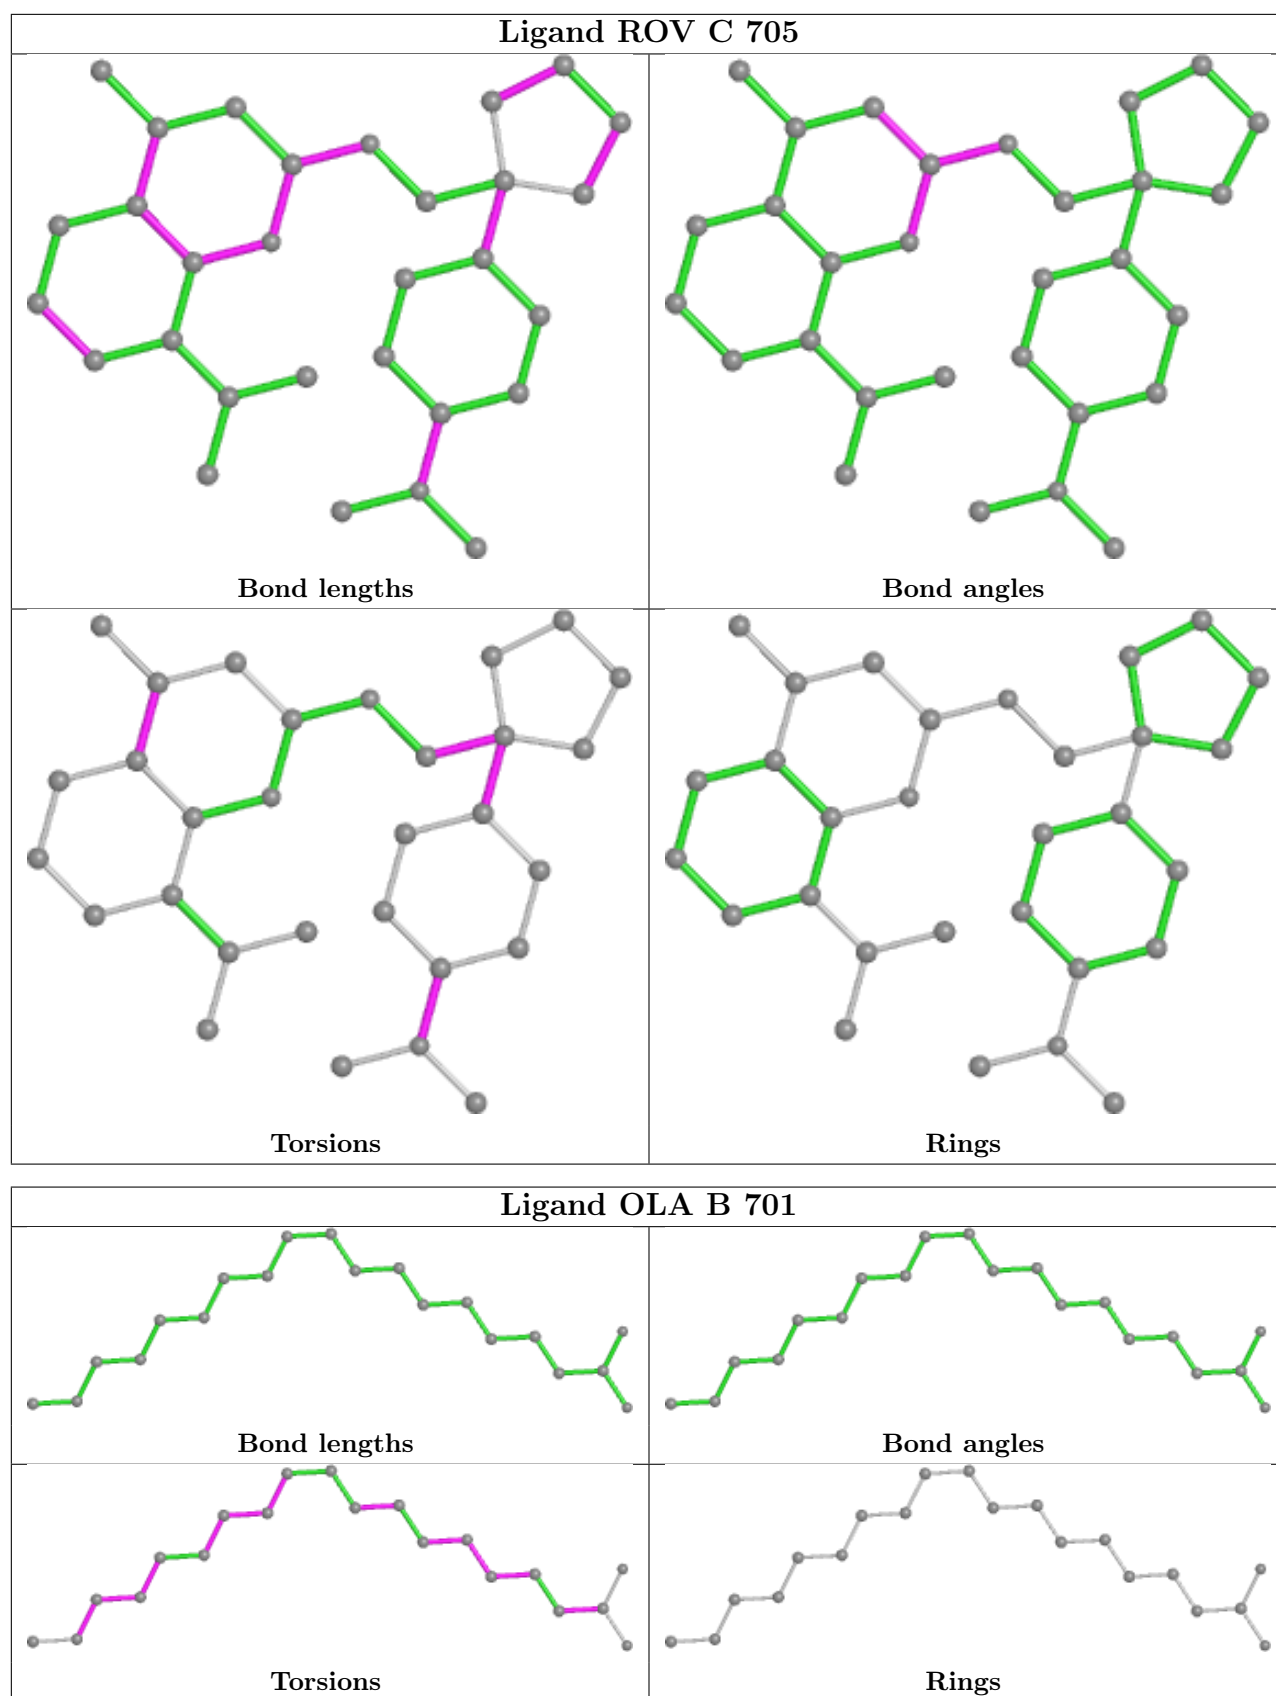 Ligand ROV C 705
Bond lengths
Bond angles
Torsions
Rings
Ligand OLA B 701
Bond lengths
Bond angles
Torsions
Rings